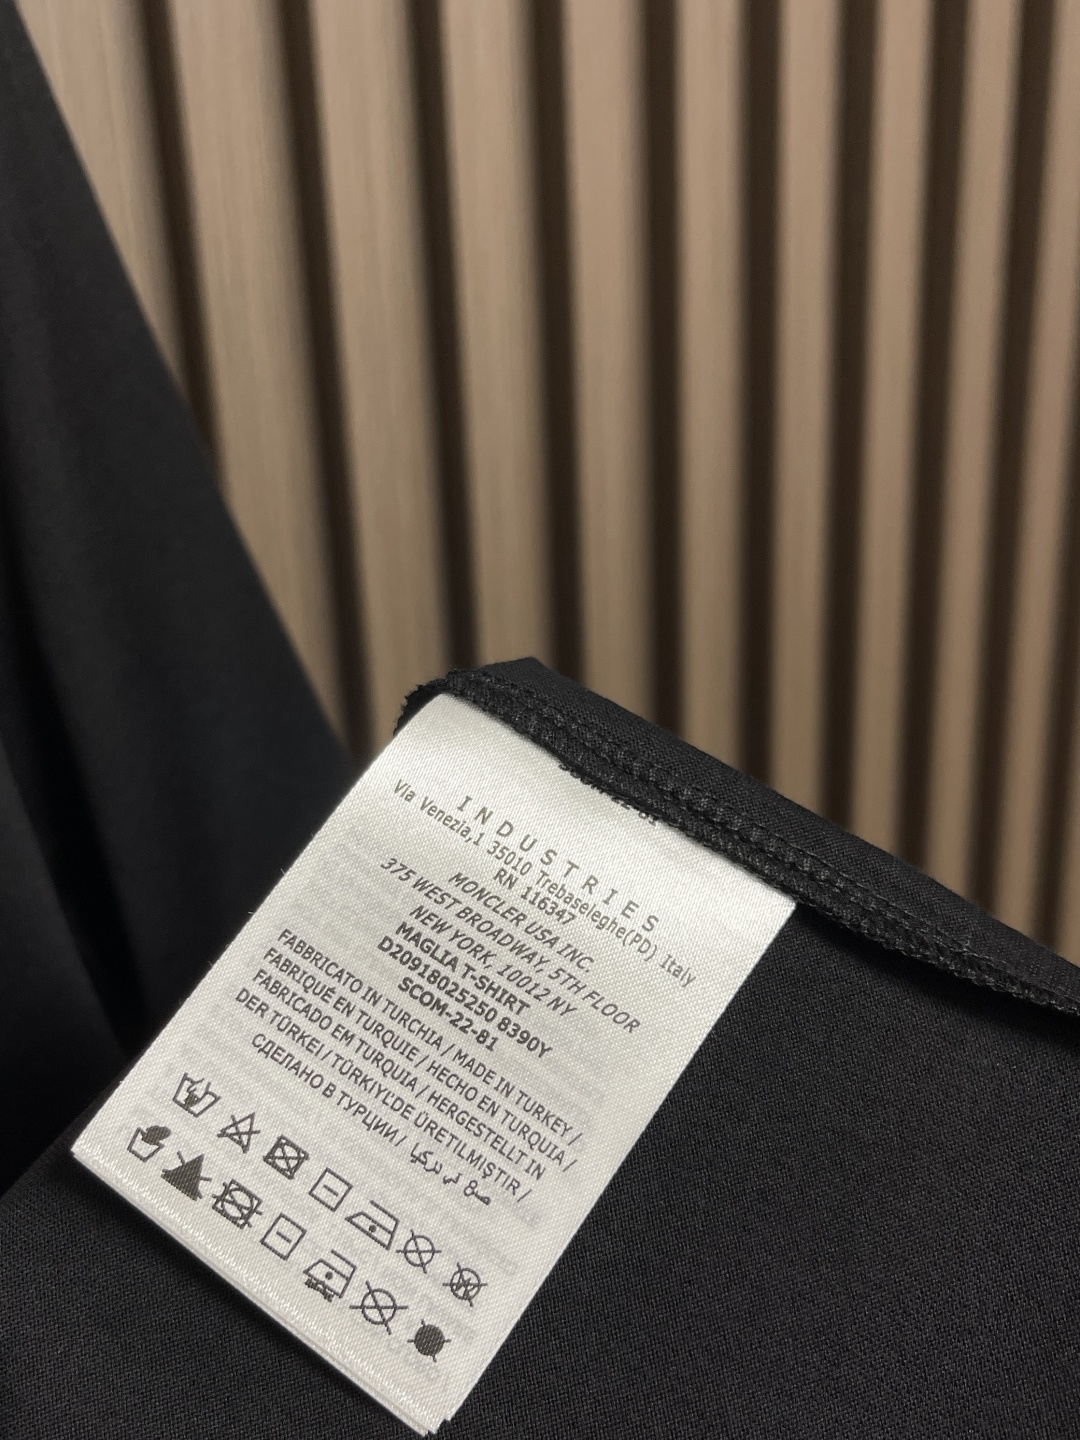 INDUSTRIES
Via Venezia,1 35010 Trebaseleghe(PD) Italy
RN 116347
MONCLER USA INC.
375 WEST BROADWAY, 5TH FLOOR
NEW YORK, 10012 NY
MAGLIA T-SHIRT
D20918025250 8390Y
SCOM-22-81
FABBRICATO IN TURCHIA / MADE IN TURKEY /
FABRIQUÉ EN TURQUIE / HECHO EN TURQUIA /
FABRICADO EM TURQUIA / HERGESTELLT IN
DER TÜRKEI / TÜRKIYL'DE ÜRETILMIŞTIR /
СДЕЛАНО В ТУРЦИИ /